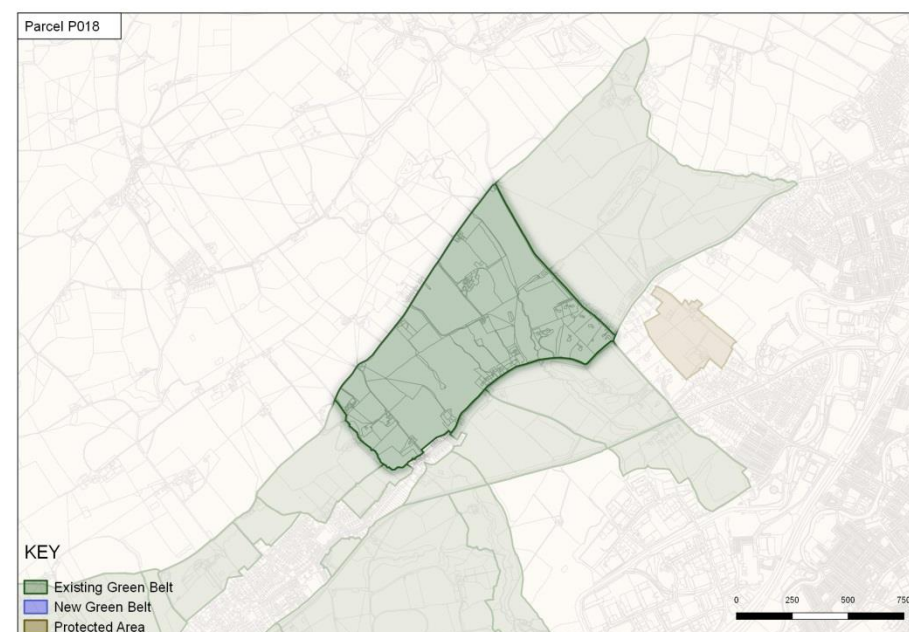 Parcel P018
KEY
Existing Green Belt
New Green Belt
Protected Area
0 250 500 750